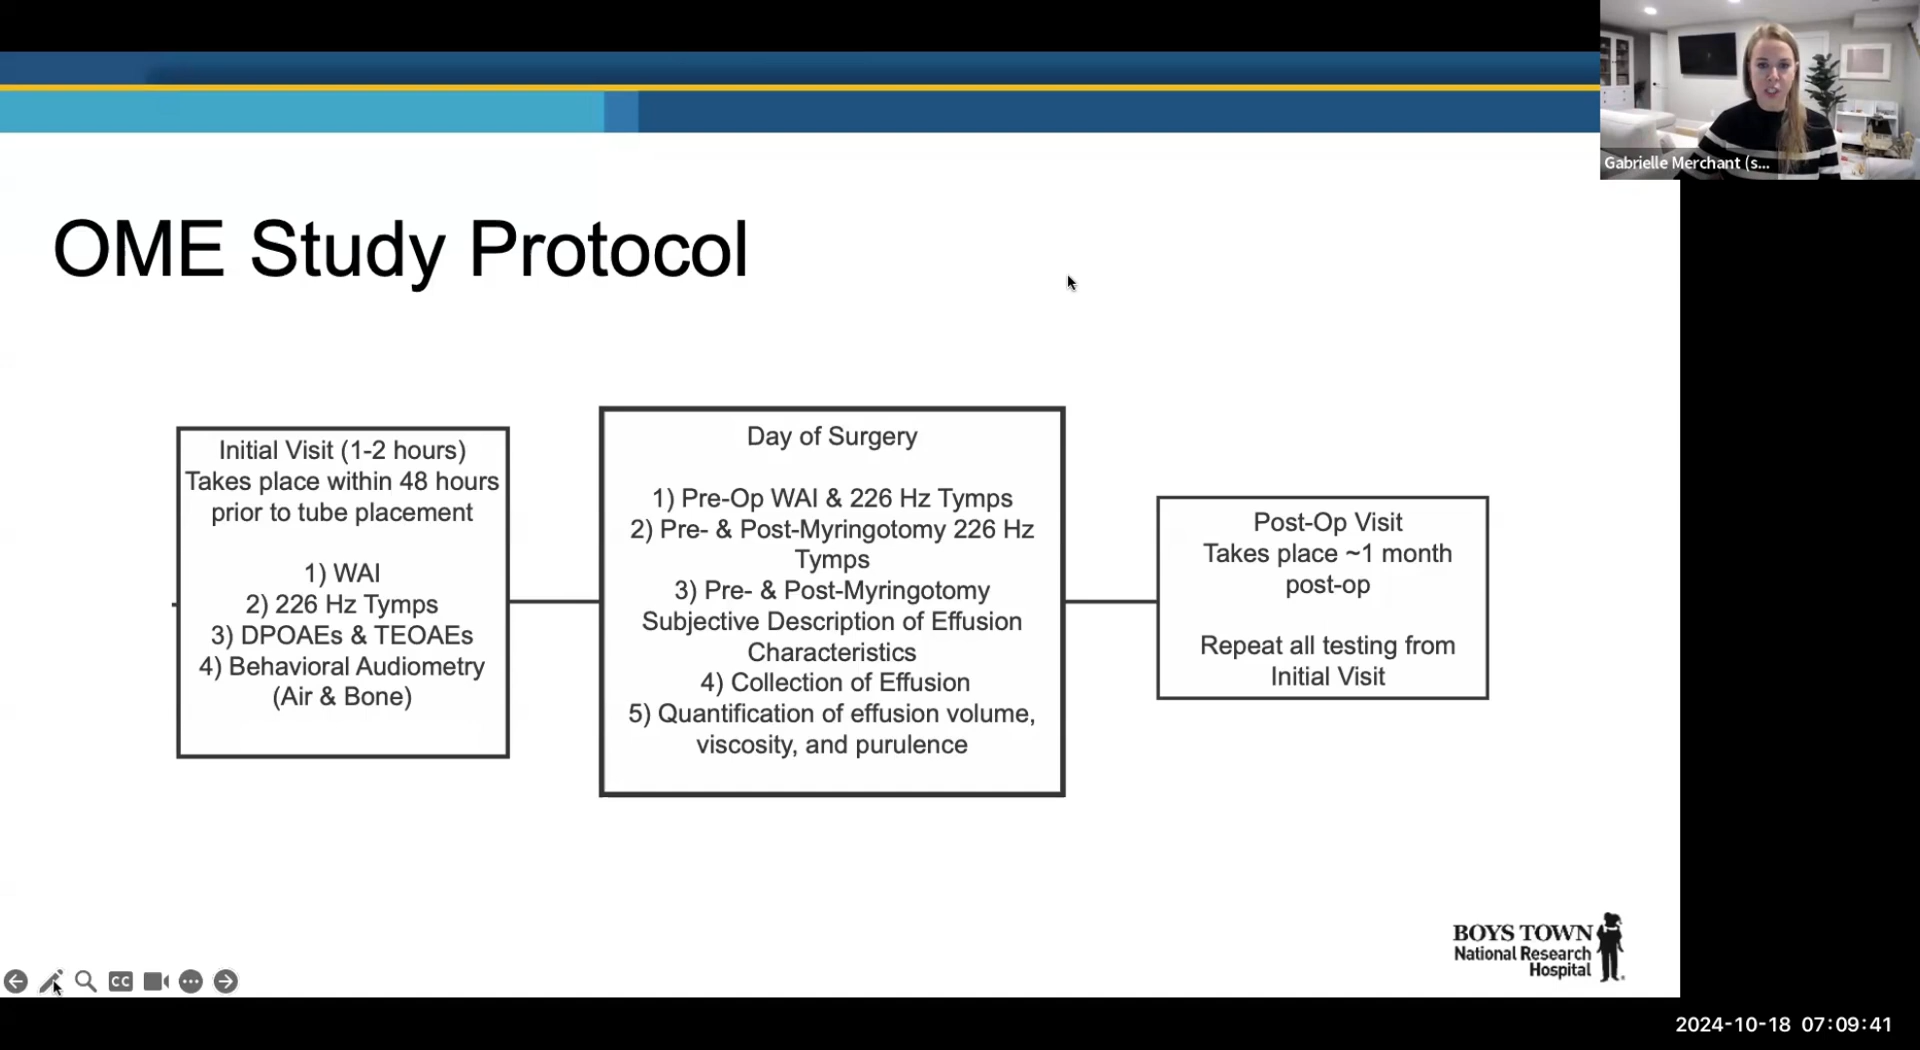 Gabrielle Merchant (s...
OME Study Protocol
Initial Visit (1-2 hours)
Takes place within 48 hours
prior to tube placement
1) WAI
2) 226 Hz Tymps
3) DPOAEs & TEOAEs
4) Behavioral Audiometry
(Air & Bone)
Day of Surgery
1) Pre-Op WAI & 226 Hz Tymps
2) Pre- & Post-Myringotomy 226 Hz
Tymps
3) Pre- & Post-Myringotomy
Subjective Description of Effusion
Characteristics
4) Collection of Effusion
5) Quantification of effusion volume,
viscosity, and purulence
Post-Op Visit
Takes place ~1 month
post-op
Repeat all testing from
Initial Visit
BOYS TOWN
National Research
Hospital
CC
2024-10-18 07:09:41